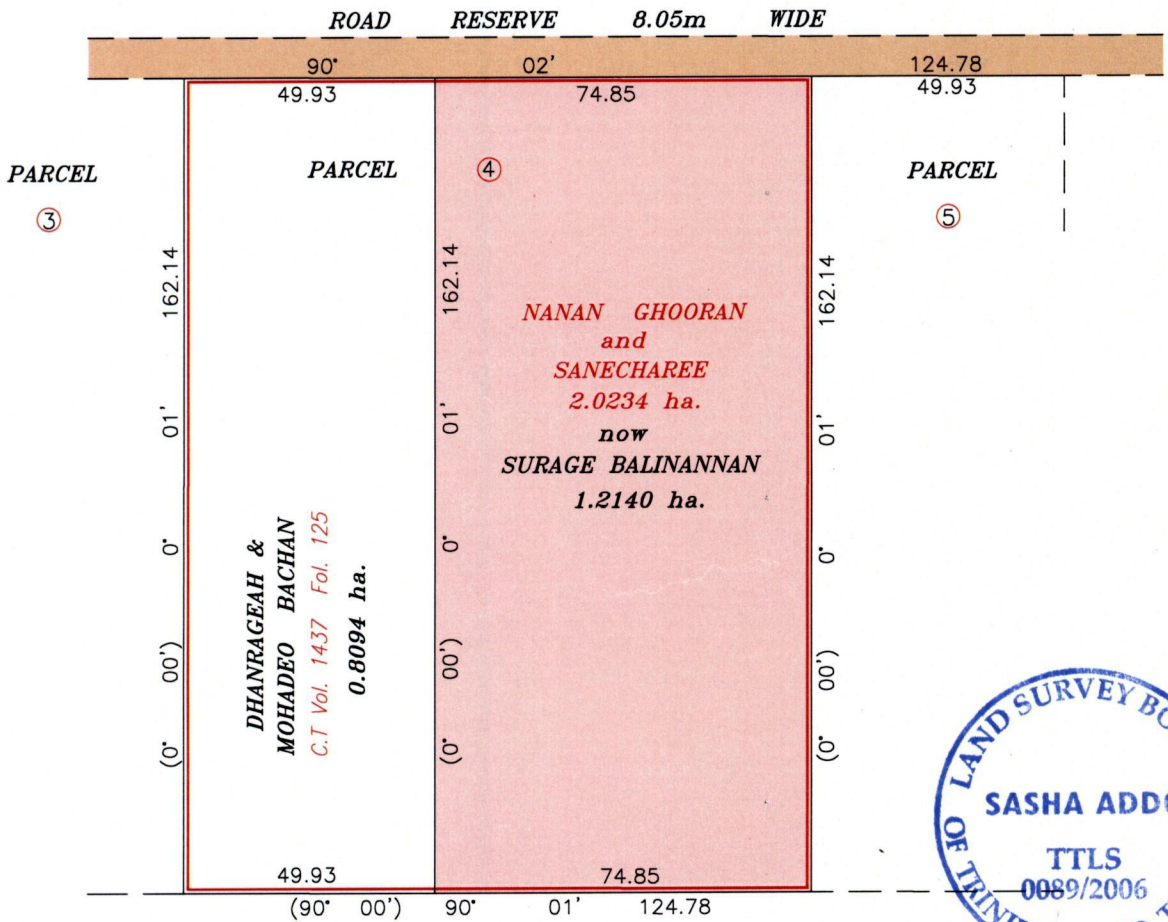 ROAD RESERVE 8.05m WIDE
90° 02' 124.78
49.93 74.85 49.93
PARCEL
3
PARCEL 4
PARCEL
5
162.14
01'
0°
00')
(0°
DHANRAGEAH &
MOHADEO BACHAN
C.T Vol. 1437 Fol. 125
0.8094 ha.
162.14
01'
0°
00')
(0°
NANAN GHOORAN
and
SANECHAREE
2.0234 ha.
now
SURAGE BALINANNAN
1.2140 ha.
162.14
01'
0°
00')
(0°
49.93 74.85
(90° 00') 90° 01' 124.78
LAND SURVEY
OF
SASHA
TTLS
0089/2006